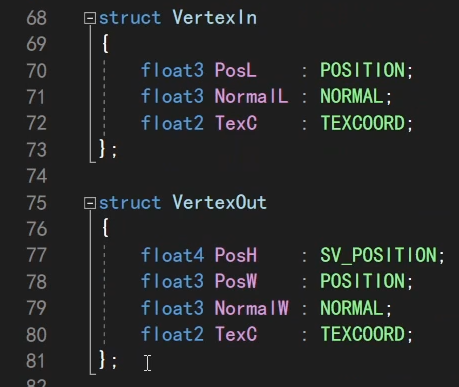 68 struct VertexIn
69 {
70 float3 PosL : POSITION;
71 float3 NormalL : NORMAL;
72 float2 TexC : TEXCOORD;
73 };
74
75 struct VertexOut
76 {
77 float4 PosH : SV_POSITION;
78 float3 PosW : POSITION;
79 float3 NormalW : NORMAL;
80 float2 TexC : TEXCOORD;
81 };
82